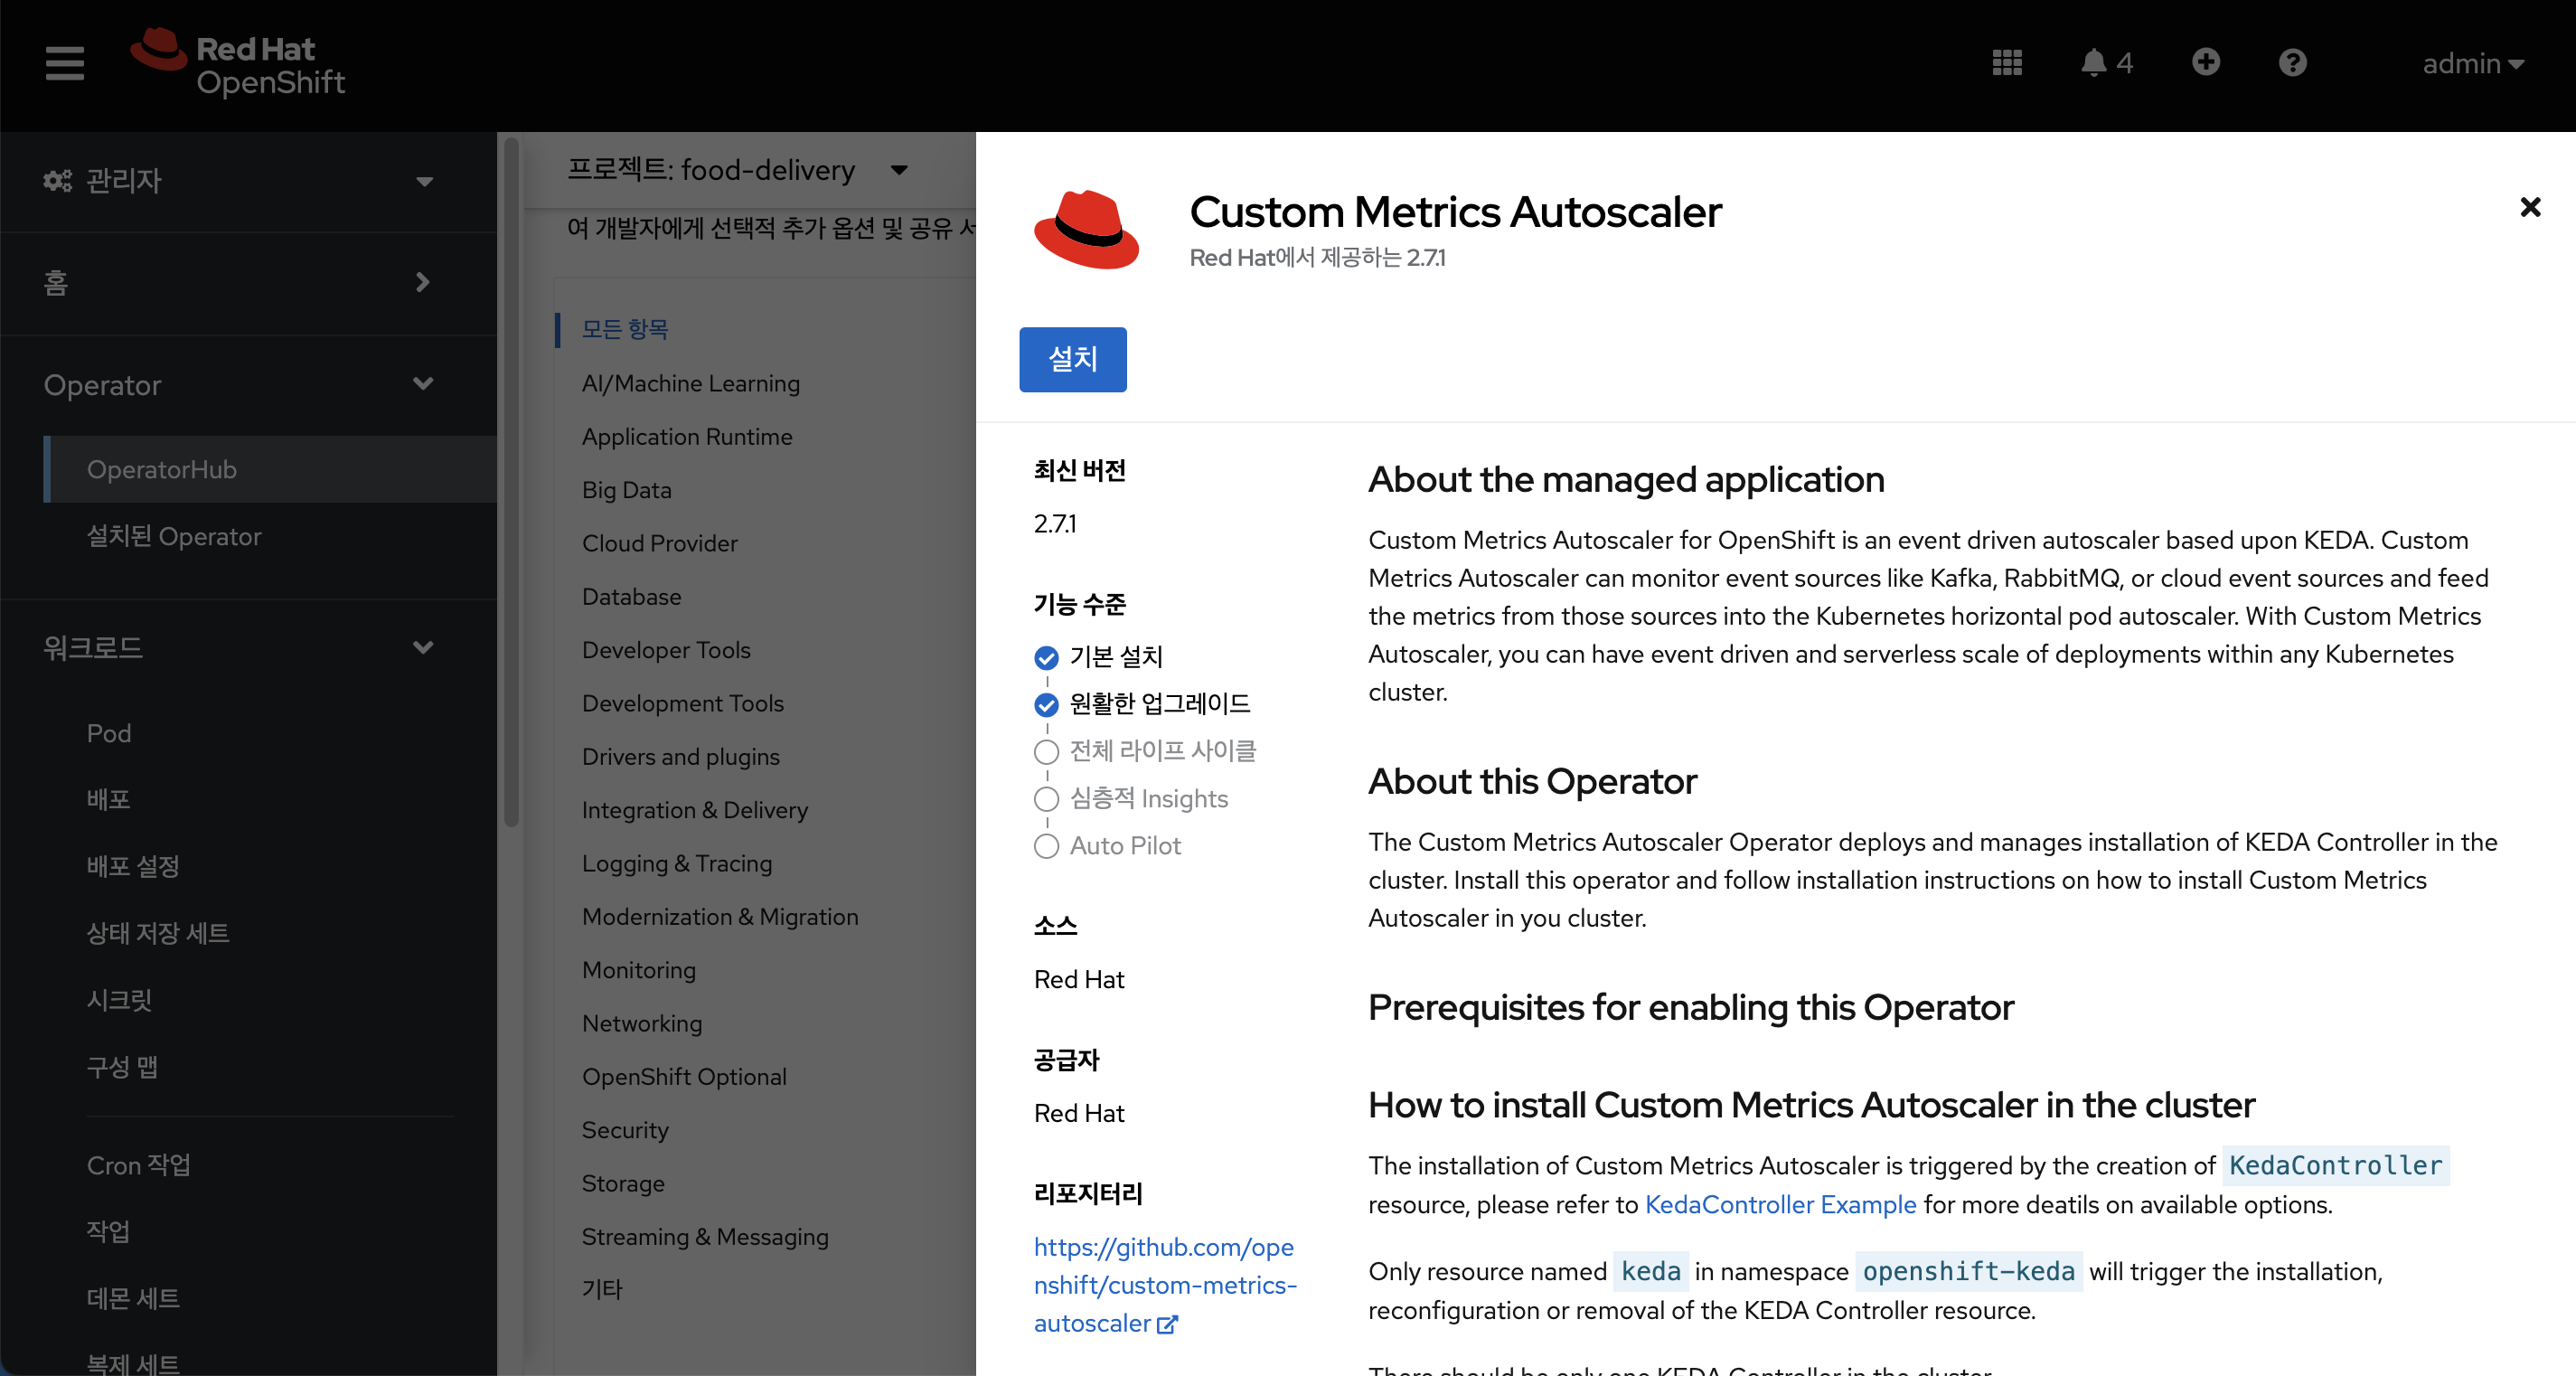 Red Hat
OpenShift
4
admin
관리자
홈
Operator
OperatorHub
설치된 Operator
워크로드
Pod
배포
배포 설정
상태 저장 세트
시크릿
구성 맵
Cron 작업
작업
데몬 세트
복제 세트
프로젝트: food-delivery
여 개발자에게 선택적 추가 옵션 및 공유 서
모든 항목
AI/Machine Learning
Application Runtime
Big Data
Cloud Provider
Database
Developer Tools
Development Tools
Drivers and plugins
Integration & Delivery
Logging & Tracing
Modernization & Migration
Monitoring
Networking
OpenShift Optional
Security
Storage
Streaming & Messaging
기타
Custom Metrics Autoscaler
Red Hat에서 제공하는 2.7.1
설치
최신 버전
2.7.1
기능 수준
기본 설치
원활한 업그레이드
전체 라이프 사이클
심층적 Insights
Auto Pilot
소스
Red Hat
공급자
Red Hat
리포지터리
https://github.com/ope
nshift/custom-metrics-
autoscaler
About the managed application
Custom Metrics Autoscaler for OpenShift is an event driven autoscaler based upon KEDA. Custom
Metrics Autoscaler can monitor event sources like Kafka, RabbitMQ, or cloud event sources and feed
the metrics from those sources into the Kubernetes horizontal pod autoscaler. With Custom Metrics
Autoscaler, you can have event driven and serverless scale of deployments within any Kubernetes
cluster.
About this Operator
The Custom Metrics Autoscaler Operator deploys and manages installation of KEDA Controller in the
cluster. Install this operator and follow installation instructions on how to install Custom Metrics
Autoscaler in you cluster.
Prerequisites for enabling this Operator
How to install Custom Metrics Autoscaler in the cluster
The installation of Custom Metrics Autoscaler is triggered by the creation of KedaController
resource, please refer to KedaController Example for more deatils on available options.
Only resource named keda in namespace openshift-keda will trigger the installation,
reconfiguration or removal of the KEDA Controller resource.
There should be only one KEDA Controller in the cluster